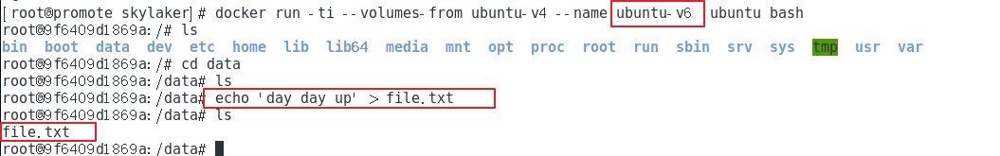 [root@promote skylaker]# docker run -ti --volumes-from ubuntu-v4 --name ubuntu-v6 ubuntu bash
root@9f6409d1869a:/# ls
bin boot data dev etc home lib lib64 media mnt opt proc root run sbin srv sys tmp usr var
root@9f6409d1869a:/# cd data
root@9f6409d1869a:/data# ls
root@9f6409d1869a:/data# echo 'day day up' > file.txt
root@9f6409d1869a:/data# ls
file.txt
root@9f6409d1869a:/data#